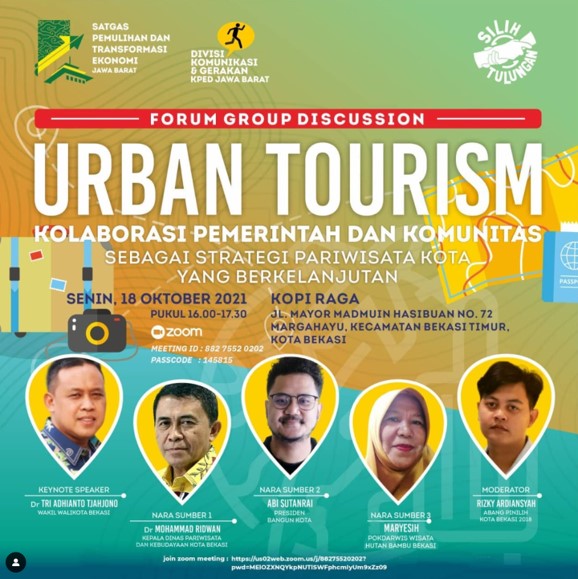 SATGAS
PEMULIHAN DAN
TRANSFORMASI
EKONOMI
JAWA BARAT
DIVISI
KOMUNIKASI
& GERAKAN
KPED JAWA BARAT
SILIH
TULUNGAN
FORUM GROUP DISCUSSION
URBAN TOURISM
KOLABORASI PEMERINTAH DAN KOMUNITAS
SEBAGAI STRATEGI PARIWISATA KOTA
YANG BERKELANJUTAN
SENIN, 18 OKTOBER 2021
PUKUL 16.00-17.30
zoom
MEETING ID : 882 7552 0202
PASSCODE : 145815
KOPI RAGA
JL. MAYOR MADMUIN HASIBUAN NO. 72
MARGAHAYU, KECAMATAN BEKASI TIMUR,
KOTA BEKASI
KEYNOTE SPEAKER
Dr TRI ADHIANTO TJAHJONO
WAKIL WALIKOTA BEKASI
NARA SUMBER 1
Dr MOHAMMAD RIDWAN
KEPALA DINAS PARIWISATA
DAN KEBUDAYAAN KOTA BEKASI
NARA SUMBER 2
ABI SUTANRAI
PRESIDEN
BANGUN KOTA
NARA SUMBER 3
MARYESIH
POKDARWIS WISATA
HUTAN BAMBU BEKASI
MODERATOR
RIZKY ARDIANSYAH
ABANG PINILIH
KOTA BEKASI 2018
join zoom meeting : https://us02web.zoom.us/j/88275520202?